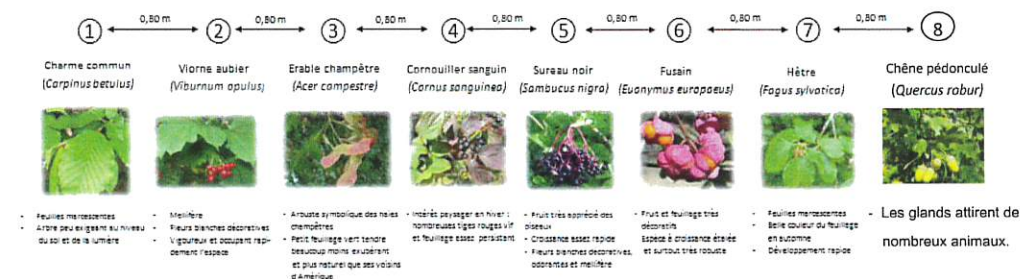 0,80 m 0,80 m 0,80 m 0,80 m 0,80 m 0,80 m 0,80 m
1 2 3 4 5 6 7 8
Charme commun
(Carpinus betulus)
Viorne aubier
(Viburnum opulus)
Erable champêtre
(Acer campestre)
Cornouiller sanguin
(Cornus sanguinea)
Sureau noir
(Sambucus nigra)
Fusain
(Euonymus europaeus)
Hêtre
(Fagus sylvatica)
Chêne pédonculé
(Quercus robur)
- Feuilles marcescentes
- Arbre peu exigeant au niveau
du sol et de la lumière
- Mellifère
- Fleurs blanches décoratives
- Vigoureux et occupant rapi-
dement l'espace
- Arbuste symbolique des haies
champêtres
- Petit feuillage vert tendre
beaucoup moins exubérant
et plus naturel que ses voisins
d'Amérique
- Intérêt paysager en hiver :
nombreuses tiges rouges vif
et feuillage assez persistant
- Fruit très apprécié des
oiseaux
- Croissance assez rapide
- Fleurs blanches décoratives,
odorantes et mellifère
- Fruit et feuillage très
décoratifs
- Espèce à croissance étalée
et surtout très robuste
- Feuilles marcescentes
- Belle couleur du feuillage
en automne
- Développement rapide
- Les glands attirent de
nombreux animaux.